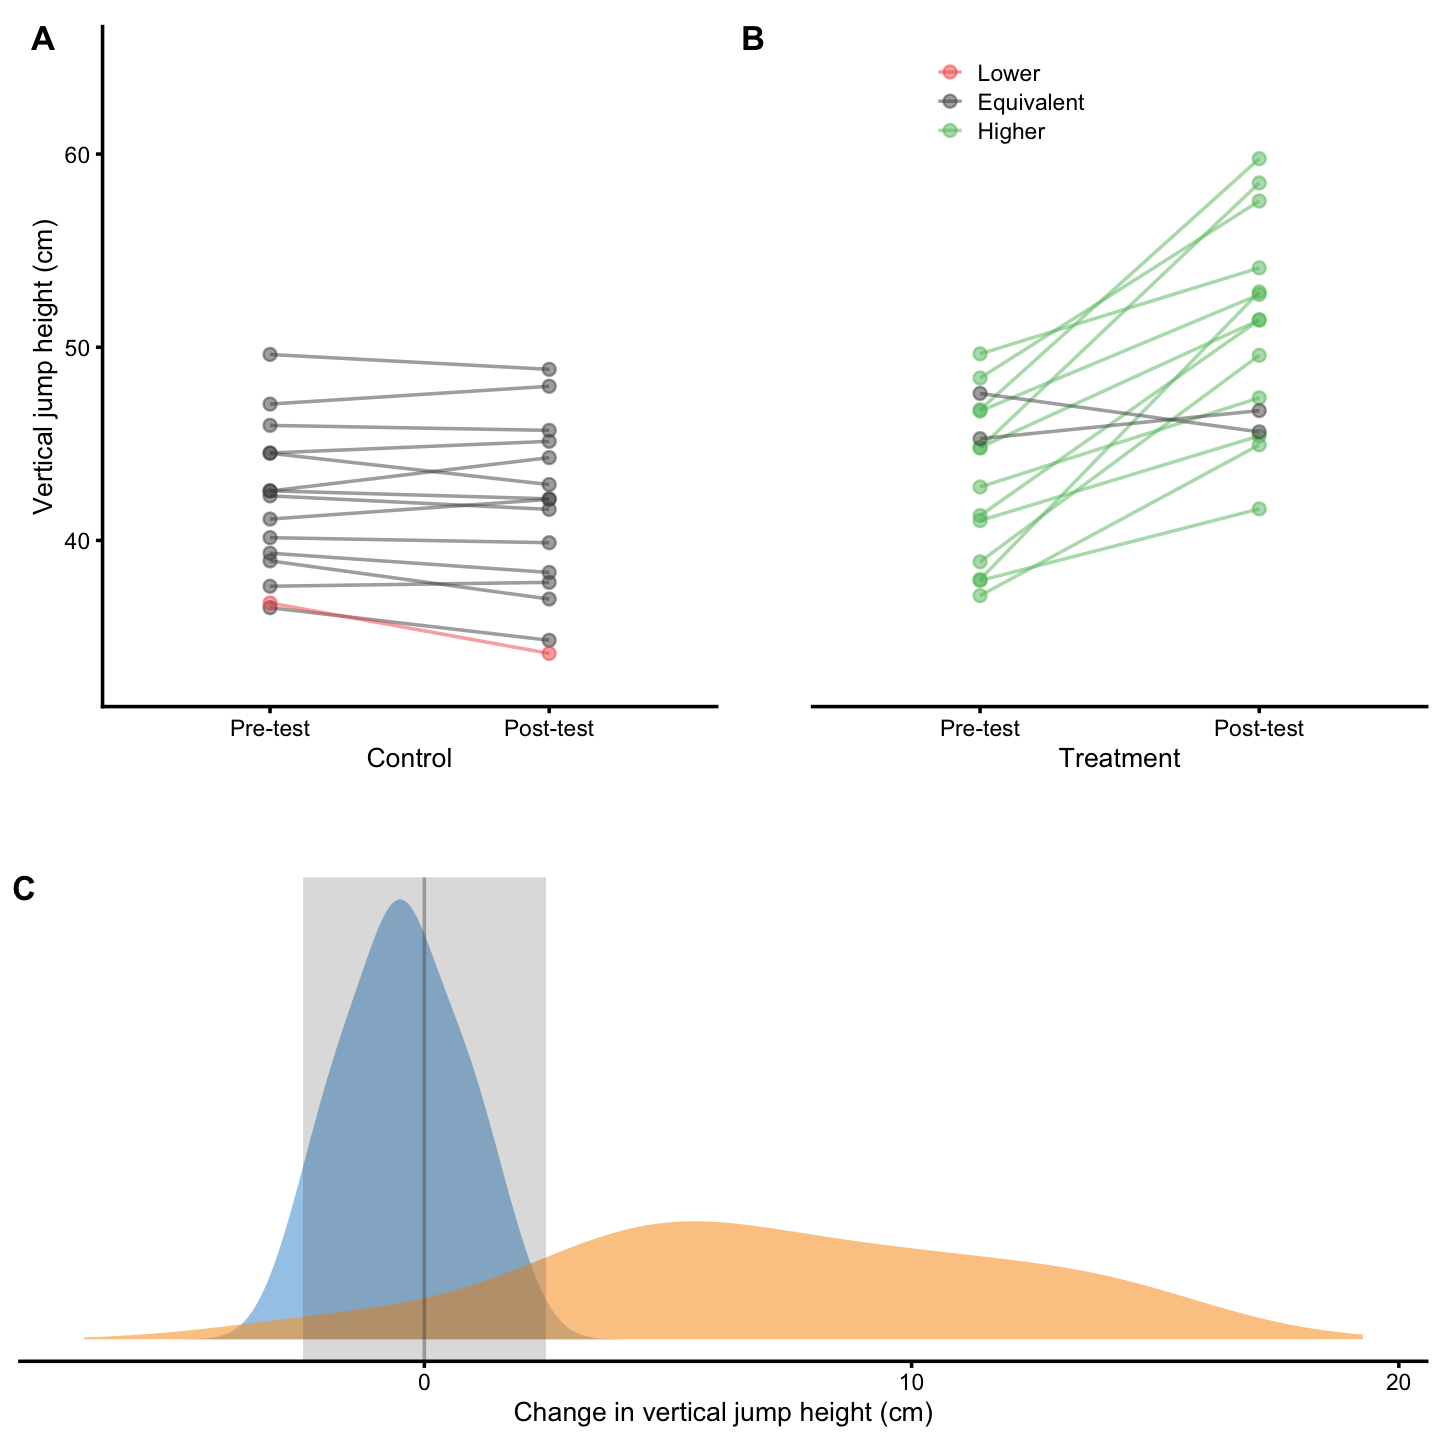 A
B
Lower
Equivalent
Higher
60
50
40
Vertical jump height (cm)
Pre-test Post-test
Control
Pre-test Post-test
Treatment
C
0 10 20
Change in vertical jump height (cm)